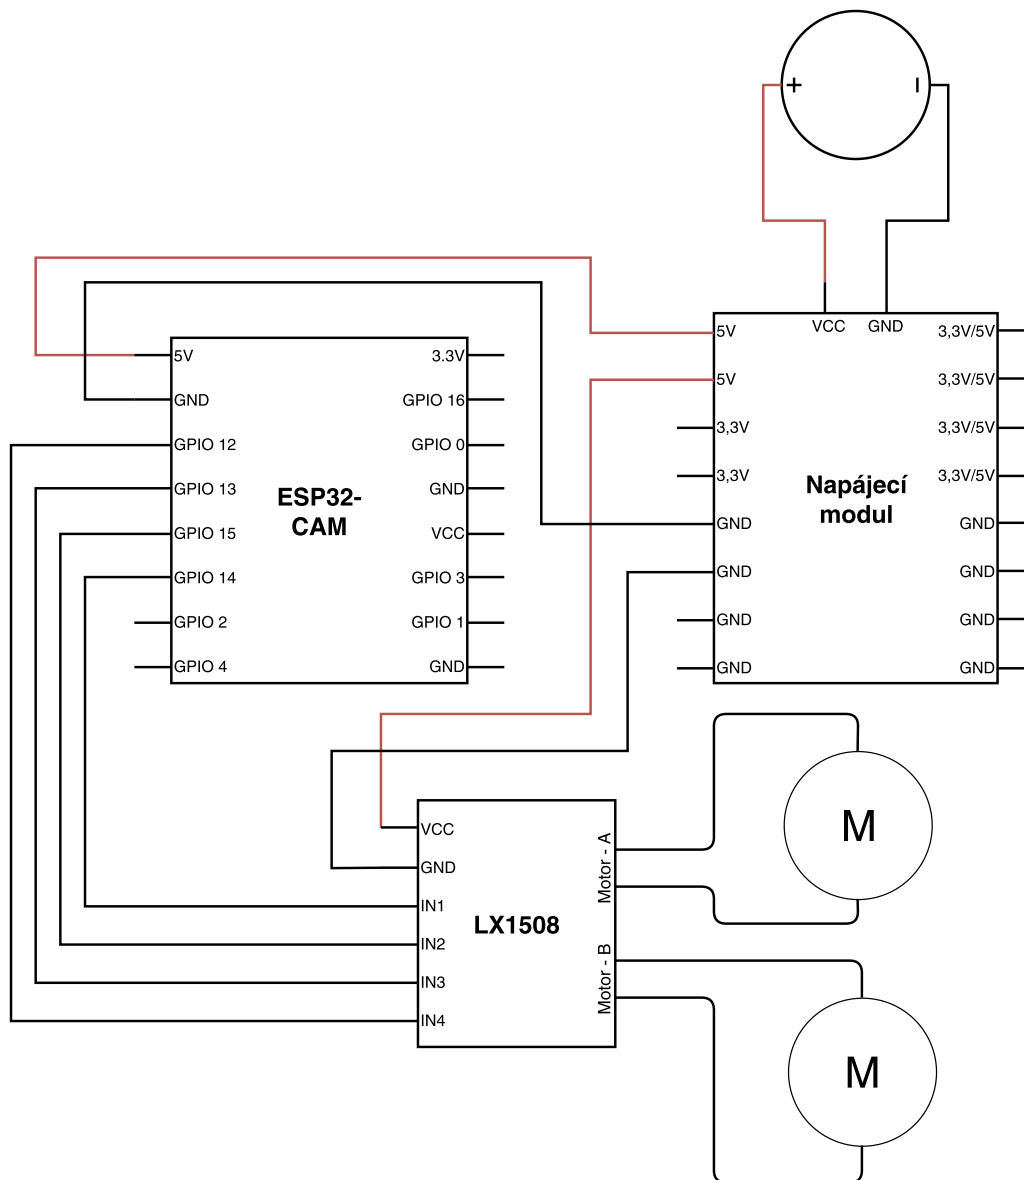 + −
VCC GND
5V
5V
3,3V
3,3V
GND
GND
GND
GND
Napájecí
modul
3,3V/5V
3,3V/5V
3,3V/5V
3,3V/5V
GND
GND
GND
GND
5V
GND
GPIO 12
GPIO 13
GPIO 15
GPIO 14
GPIO 2
GPIO 4
ESP32-
CAM
3.3V
GPIO 16
GPIO 0
GND
VCC
GPIO 3
GPIO 1
GND
VCC
GND
IN1
IN2
IN3
IN4
LX1508
Motor - A
Motor - B
M
M